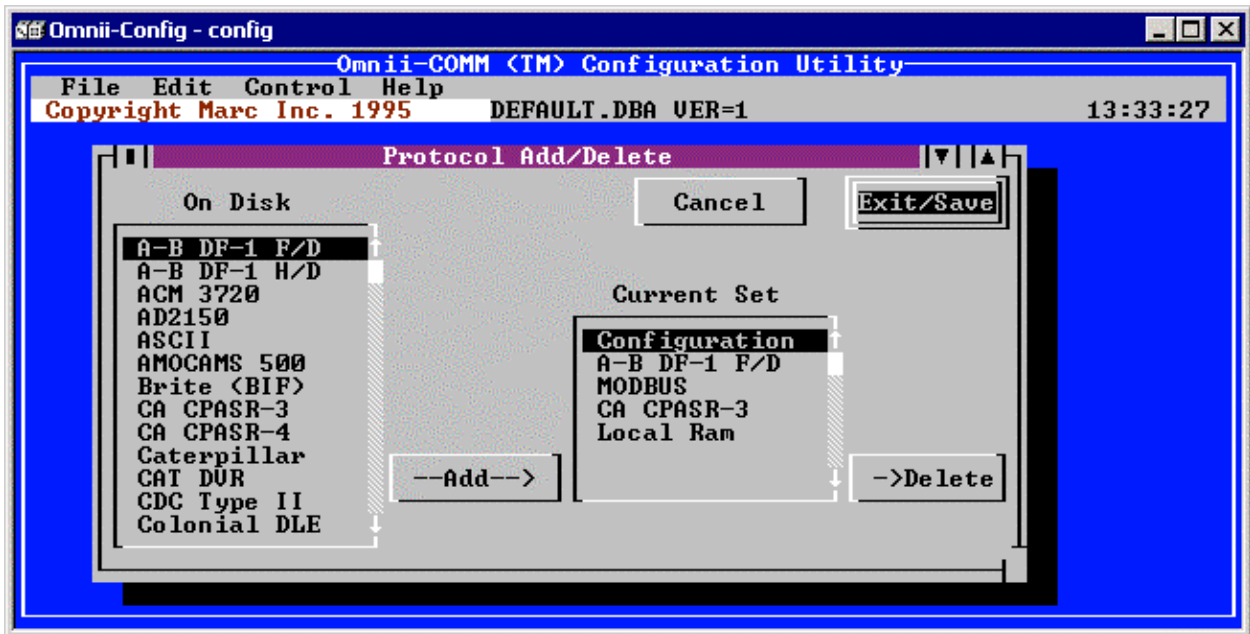 Omnii-Config - config
Omnii-COMM (TM) Configuration Utility
File Edit Control Help
Copyright Marc Inc. 1995 DEFAULT.DBA VER=1 13:33:27
Protocol Add/Delete
On Disk
Cancel
Exit/Save
A-B DF-1 F/D
A-B DF-1 H/D
ACM 3720
AD2150
ASCII
AMOCAMS 500
Brite (BIF)
CA CPASR-3
CA CPASR-4
Caterpillar
CAT DVR
CDC Type II
Colonial DLE
--Add-->
Current Set
Configuration
A-B DF-1 F/D
MODBUS
CA CPASR-3
Local Ram
->Delete